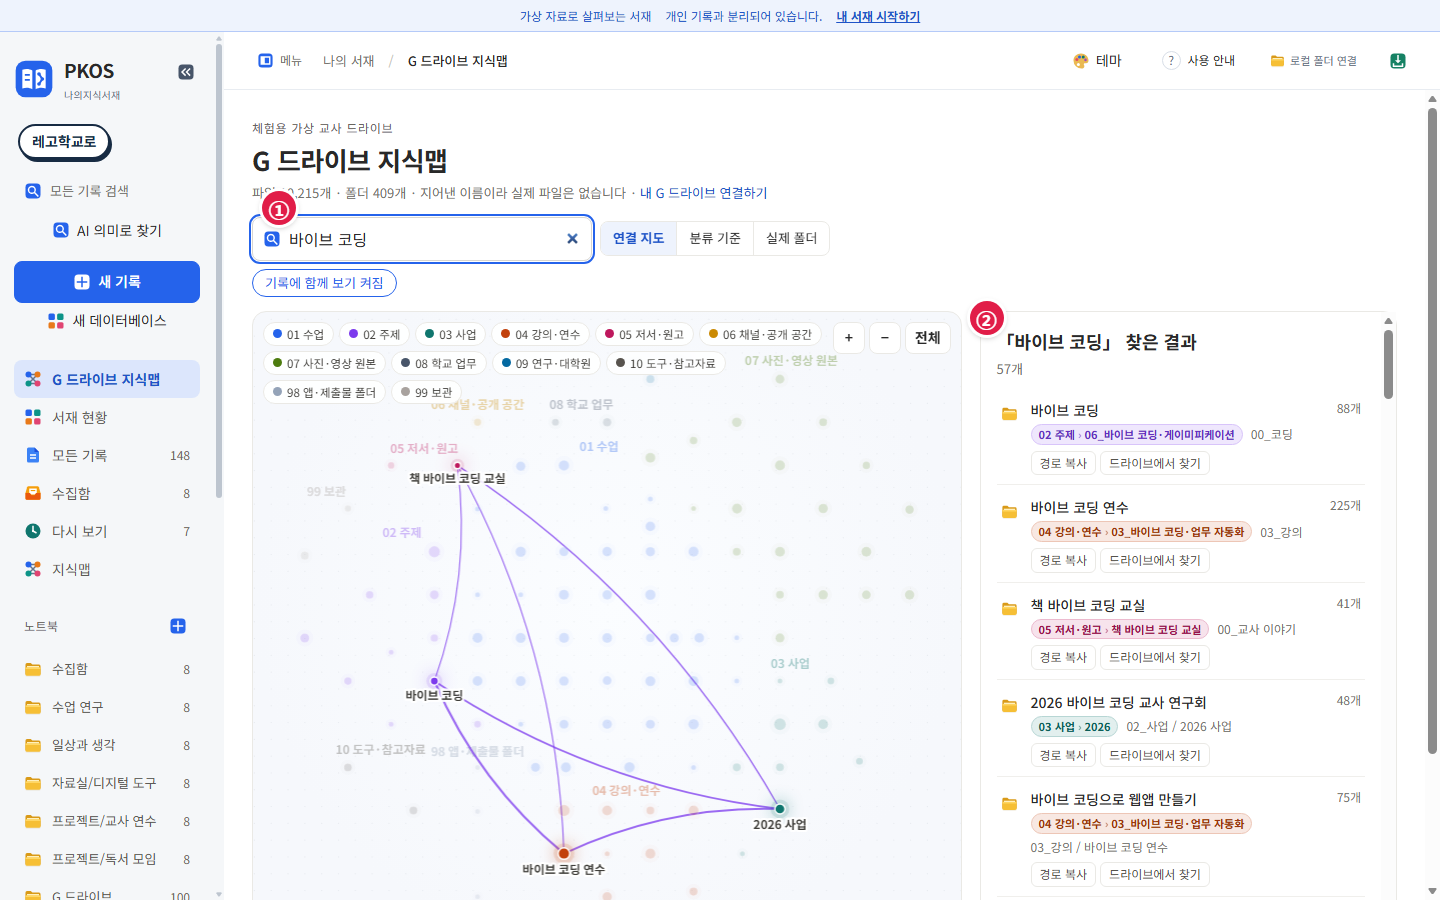 가상 자료로 살펴보는 서재 개인 기록과 분리되어 있습니다. 내 서재 시작하기
PKOS
나의지식서재
레고학교로
모든 기록 검색
AI 의미로 찾기
새 기록
새 데이터베이스
G 드라이브 지식맵
서재 현황
모든 기록 148
수집함 8
다시 보기 7
지식맵
노트북
수집함 8
수업 연구 8
일상과 생각 8
자료실/디지털 도구 8
프로젝트/교사 연수 8
프로젝트/독서 모임 8
G 드라이브 100
메뉴 나의 서재 / G 드라이브 지식맵
테마 ? 사용 안내 로컬 폴더 연결
체험용 가상 교사 드라이브
G 드라이브 지식맵
0,215개 · 폴더 409개 · 지어낸 이름이라 실제 파일은 없습니다 · 내 G 드라이브 연결하기
①
바이브 코딩
연결 지도 분류 기준 실제 폴더
기록에 함께 보기 켜짐
01 수업 02 주제 03 사업 04 강의·연수 05 저서·원고 06 채널·공개 공간
07 사진·영상 원본 08 학교 업무 09 연구·대학원 10 도구·참고자료
98 앱·제출물 폴더 99 보관
+ − 전체
07 사진·영상 원본
06 채널·공개 공간 08 학교 업무
05 저서·원고 01 수업
책 바이브 코딩 교실
99 보관
02 주제
03 사업
바이브 코딩
10 도구·참고자료 98 앱·제출물 폴더
04 강의·연수
2026 사업
바이브 코딩 연수
②
「바이브 코딩」 찾은 결과
57개
바이브 코딩 88개
02 주제 › 06_바이브 코딩·게이미피케이션 00_코딩
경로 복사 드라이브에서 찾기
바이브 코딩 연수 225개
04 강의·연수 › 03_바이브 코딩·업무 자동화 03_강의
경로 복사 드라이브에서 찾기
책 바이브 코딩 교실 41개
05 저서·원고 › 책 바이브 코딩 교실 00_교사 이야기
경로 복사 드라이브에서 찾기
2026 바이브 코딩 교사 연구회 48개
03 사업 › 2026 02_사업 / 2026 사업
경로 복사 드라이브에서 찾기
바이브 코딩으로 웹앱 만들기 75개
04 강의·연수 › 03_바이브 코딩·업무 자동화
03_강의 / 바이브 코딩 연수
경로 복사 드라이브에서 찾기